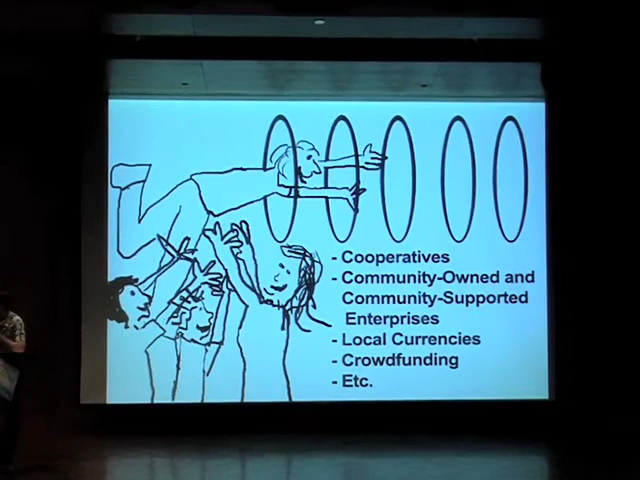 - Cooperatives
- Community-Owned and
Community-Supported
Enterprises
- Local Currencies
- Crowdfunding
- Etc.